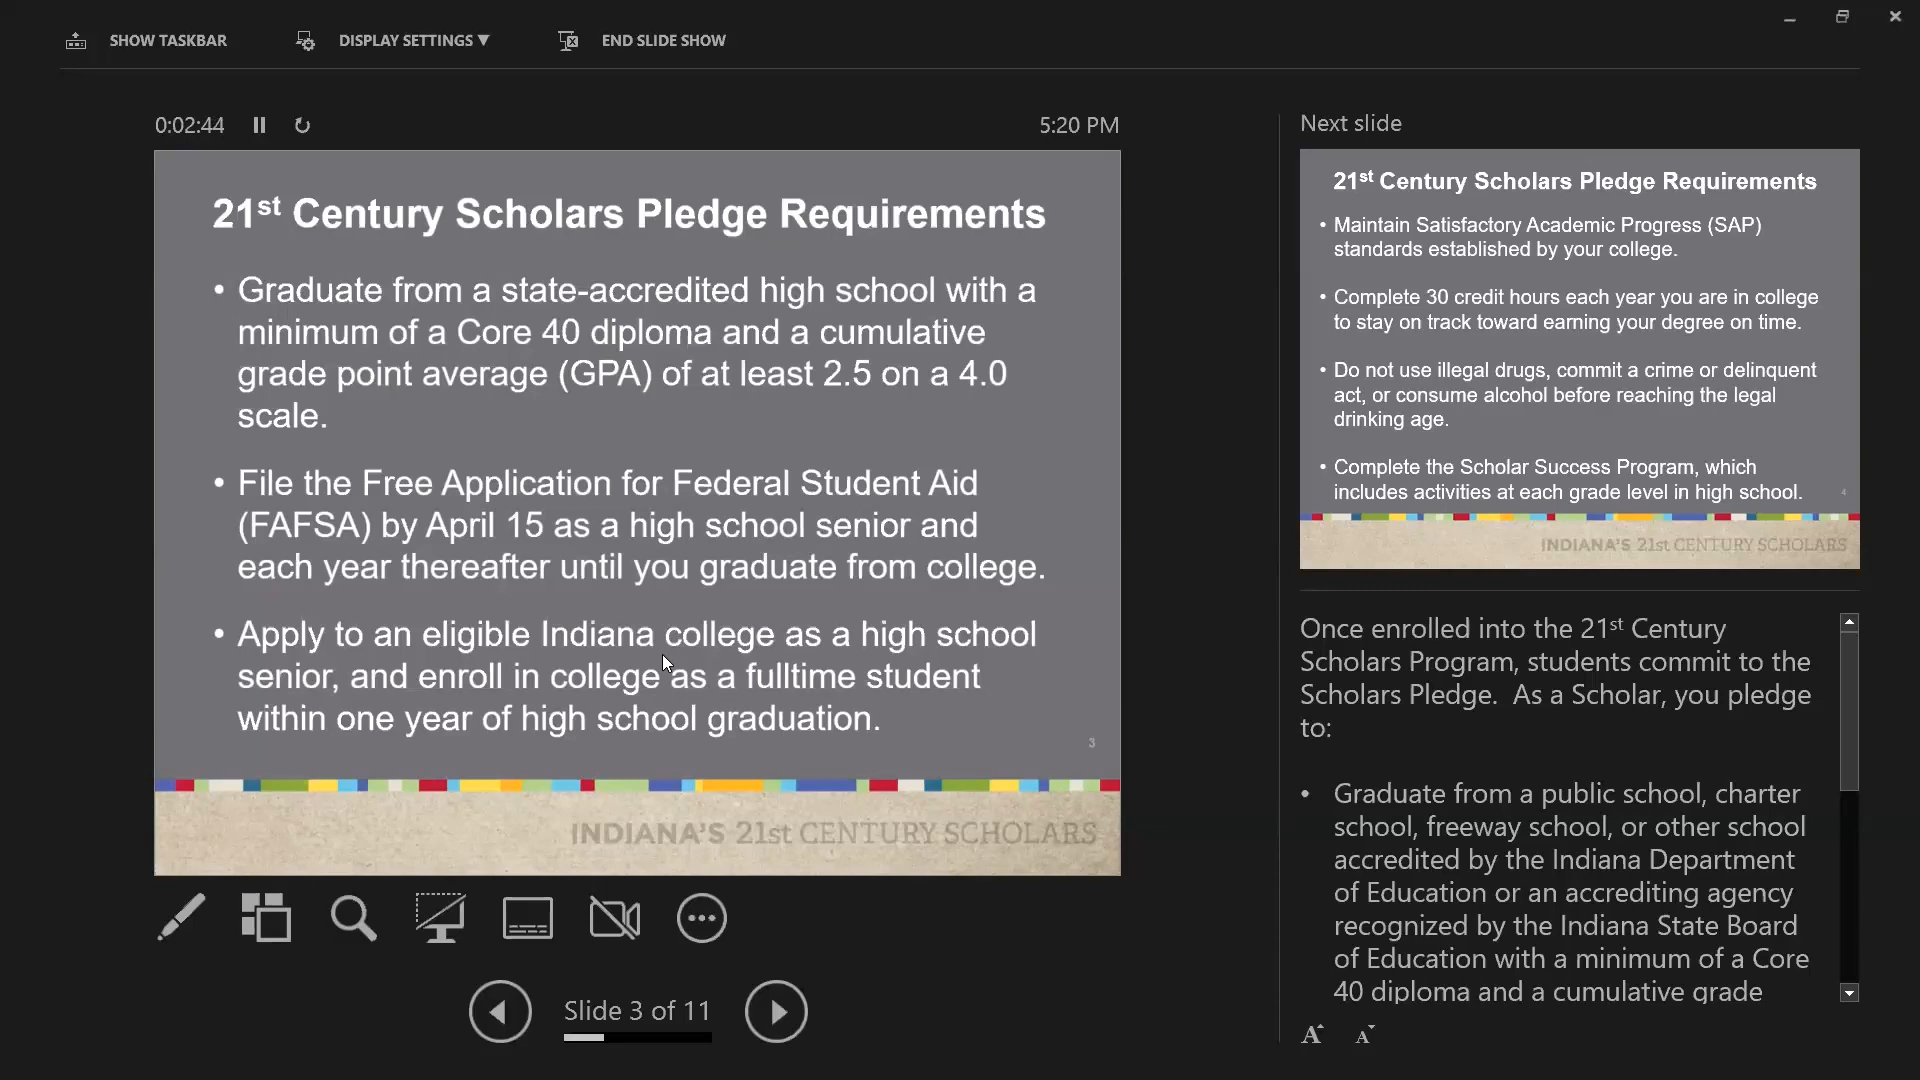 SHOW TASKBAR
DISPLAY SETTINGS ▼
END SLIDE SHOW
0:02:44
5:20 PM
21st Century Scholars Pledge Requirements
• Graduate from a state-accredited high school with a
minimum of a Core 40 diploma and a cumulative
grade point average (GPA) of at least 2.5 on a 4.0
scale.
• File the Free Application for Federal Student Aid
(FAFSA) by April 15 as a high school senior and
each year thereafter until you graduate from college.
• Apply to an eligible Indiana college as a high school
senior, and enroll in college as a fulltime student
within one year of high school graduation.
3
INDIANA'S 21st CENTURY SCHOLARS
Slide 3 of 11
Next slide
21st Century Scholars Pledge Requirements
• Maintain Satisfactory Academic Progress (SAP)
standards established by your college.
• Complete 30 credit hours each year you are in college
to stay on track toward earning your degree on time.
• Do not use illegal drugs, commit a crime or delinquent
act, or consume alcohol before reaching the legal
drinking age.
• Complete the Scholar Success Program, which
includes activities at each grade level in high school.
4
INDIANA'S 21st CENTURY SCHOLARS
Once enrolled into the 21st Century
Scholars Program, students commit to the
Scholars Pledge.  As a Scholar, you pledge
to:
• Graduate from a public school, charter
school, freeway school, or other school
accredited by the Indiana Department
of Education or an accrediting agency
recognized by the Indiana State Board
of Education with a minimum of a Core
40 diploma and a cumulative grade
A A